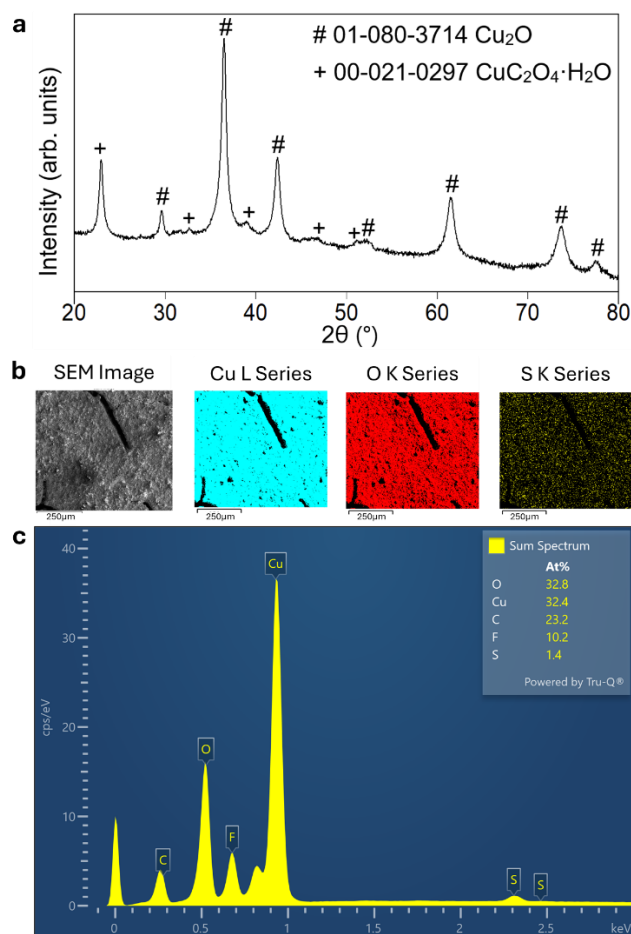 a
# 01-080-3714 Cu₂O
+ 00-021-0297 CuC₂O₄·H₂O
Intensity (arb. units)
+ # + # + # + + # # # #
20 30 40 50 60 70 80
2θ (°)
b
SEM Image Cu L Series O K Series S K Series
250µm 250µm 250µm 250µm
c
Sum Spectrum
At%
O 32.8
Cu 32.4
C 23.2
F 10.2
S 1.4
Powered by Tru-Q®
cps/eV
40
30
20
10
0
C O F Cu S S
0 0.5 1 1.5 2 2.5 keV